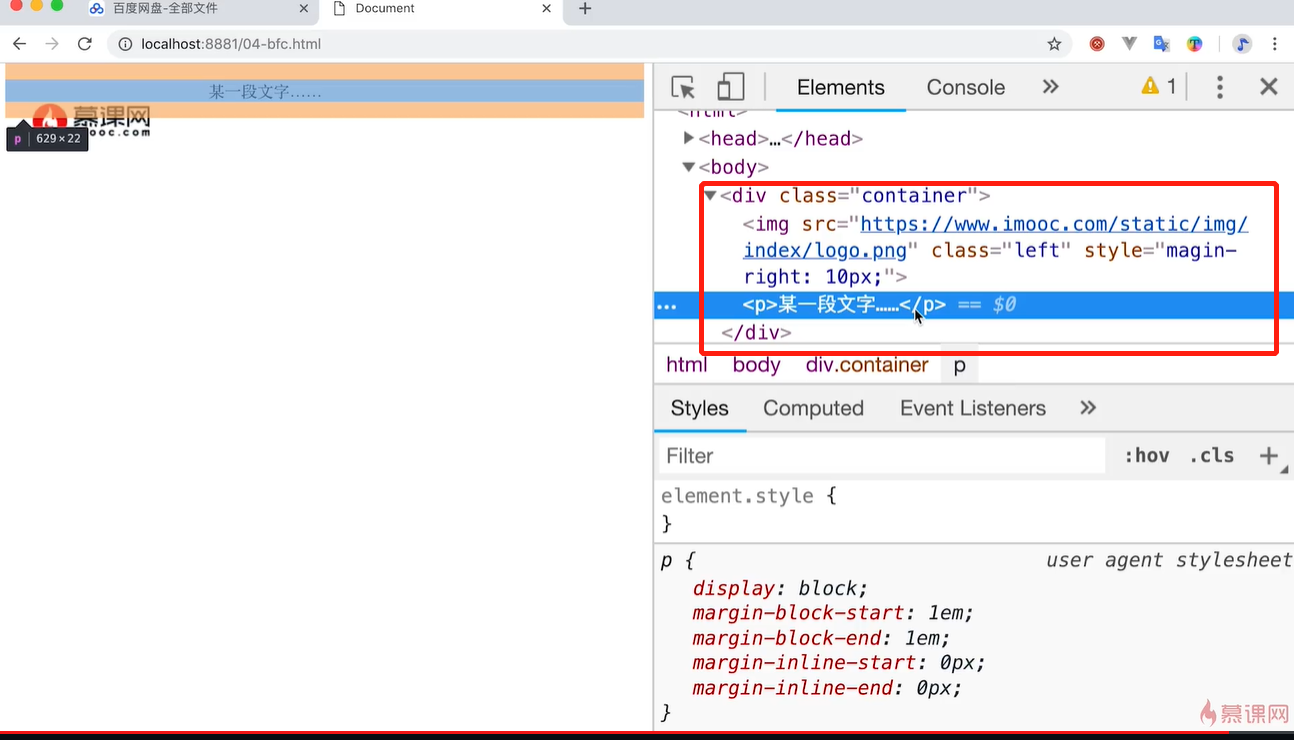 百度网盘-全部文件
Document
localhost:8881/04-bfc.html
某一段文字……
慕课网
ooc.com
p 629×22
Elements
Console
1
<html>
<head>…</head>
<body>
<div class="container">
<img src="https://www.imooc.com/static/img/
index/logo.png" class="left" style="magin-
right: 10px;">
… <p>某一段文字……</p> == $0
</div>
html body div.container p
Styles Computed Event Listeners
Filter :hov .cls
element.style {
}
p { user agent stylesheet
display: block;
margin-block-start: 1em;
margin-block-end: 1em;
margin-inline-start: 0px;
margin-inline-end: 0px;
}
慕课网